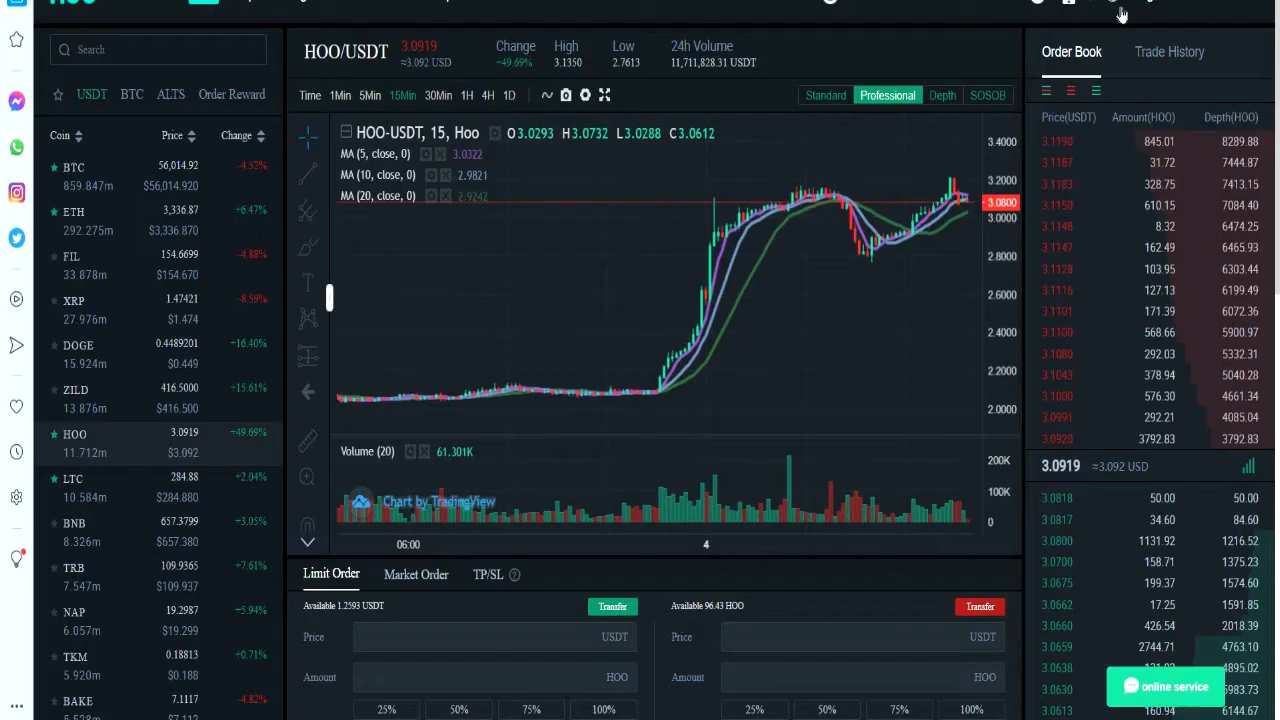 HOO
Search
USDT BTC ALTS Order Reward
Coin Price Change
BTC 56,014.92 -4.52%
859.847m $56,014.920
ETH 3,336.87 +6.47%
292.275m $3,336.870
FIL 154.6699 -4.88%
33.878m $154.670
XRP 1.47421 -8.59%
27.976m $1.474
DOGE 0.4489201 +16.40%
15.924m $0.449
ZILD 416.5000 +15.61%
13.876m $416.500
HOO 3.0919 +49.69%
11.712m $3.092
LTC 284.88 +2.04%
10.584m $284.880
BNB 657.3799 +3.05%
8.326m $657.380
TRB 109.9365 +7.61%
7.547m $109.937
NAP 19.2987 +5.94%
6.057m $19.299
TKM 0.18813 +0.71%
5.920m $0.188
BAKE 7.1117 -4.82%
HOO/USDT 3.0919 Change High Low 24h Volume
≈3.092 USD +49.69% 3.1350 2.7613 11,711,828.31 USDT
Time 1Min 5Min 15Min 30Min 1H 4H 1D
Standard Professional Depth SOSOB
HOO-USDT, 15, Hoo O3.0293 H3.0732 L3.0288 C3.0612
MA (5, close, 0) 3.0322
MA (10, close, 0) 2.9821
MA (20, close, 0) 2.9242
3.4000
3.2000
3.0800
3.0000
2.8000
2.6000
2.4000
2.2000
2.0000
Volume (20) 61.301K
200K
100K
0
Chart by TradingView
06:00 4
Limit Order Market Order TP/SL
Available 1.2593 USDT Transfer
Price USDT
Amount HOO
25% 50% 75% 100%
Available 96.43 HOO Transfer
Price USDT
Amount HOO
25% 50% 75% 100%
Order Book Trade History
Price(USDT) Amount(HOO) Depth(HOO)
3.1190 845.01 8289.88
3.1187 31.72 7444.87
3.1183 328.75 7413.15
3.1150 610.15 7084.40
3.1148 8.32 6474.25
3.1147 162.49 6465.93
3.1128 103.95 6303.44
3.1116 127.13 6199.49
3.1101 171.39 6072.36
3.1100 568.66 5900.97
3.1080 292.03 5332.31
3.1043 378.94 5040.28
3.1000 576.30 4661.34
3.0991 292.21 4085.04
3.0920 3792.83 3792.83
3.0919 ≈3.092 USD
3.0818 50.00 50.00
3.0817 34.60 84.60
3.0800 1131.92 1216.52
3.0700 158.71 1375.23
3.0675 199.37 1574.60
3.0662 17.25 1591.85
3.0660 426.54 2018.39
3.0659 2744.71 4763.10
3.0638 131.92 4895.02
3.0630
online service
3.0613 160.94 6144.67